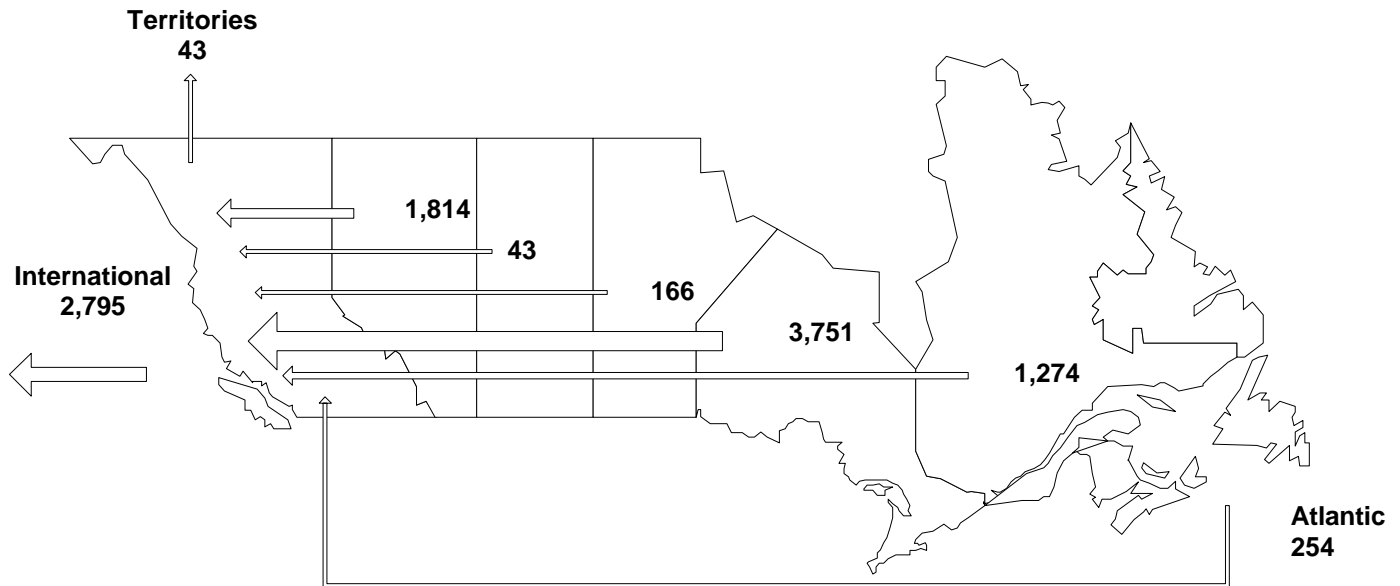 Territories
43
1,814
43
International
2,795
166
3,751
1,274
Atlantic
254